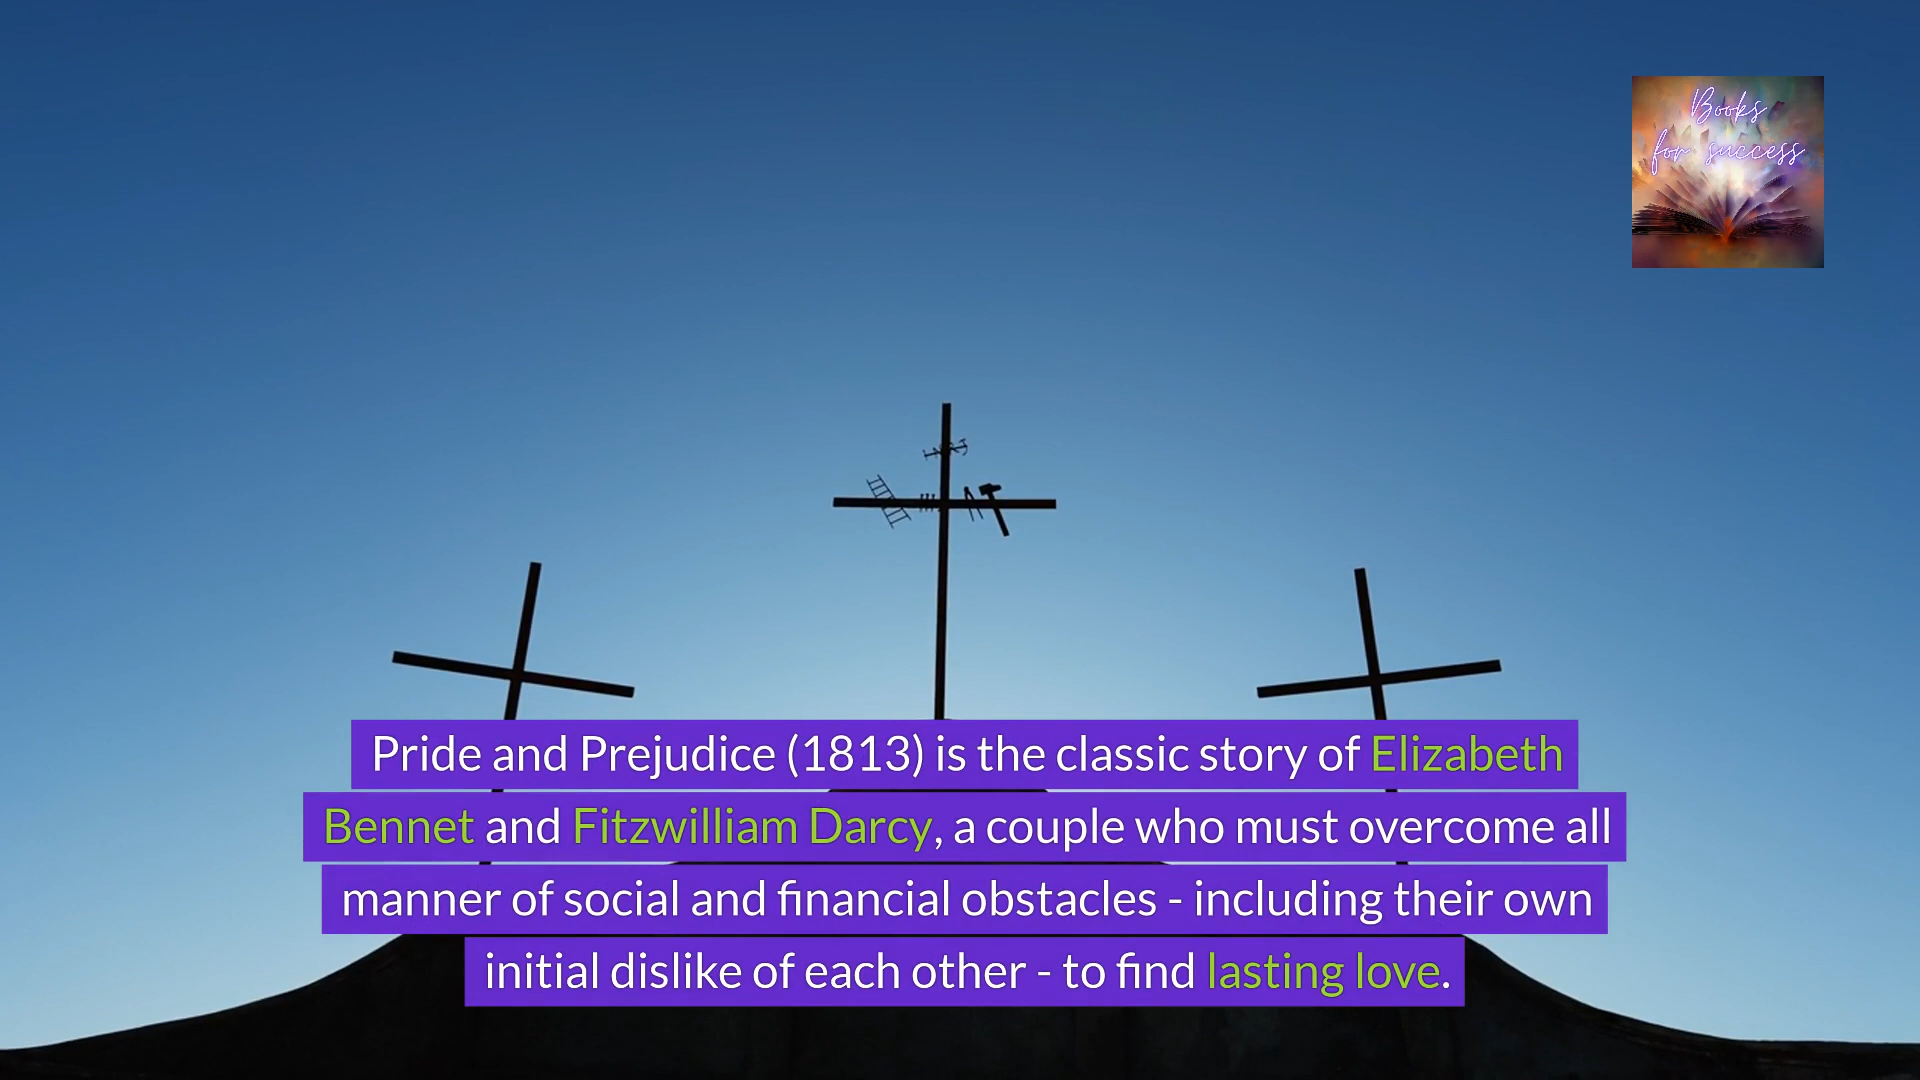 Books
for success
Pride and Prejudice (1813) is the classic story of Elizabeth
Bennet and Fitzwilliam Darcy, a couple who must overcome all
manner of social and financial obstacles - including their own
initial dislike of each other - to find lasting love.